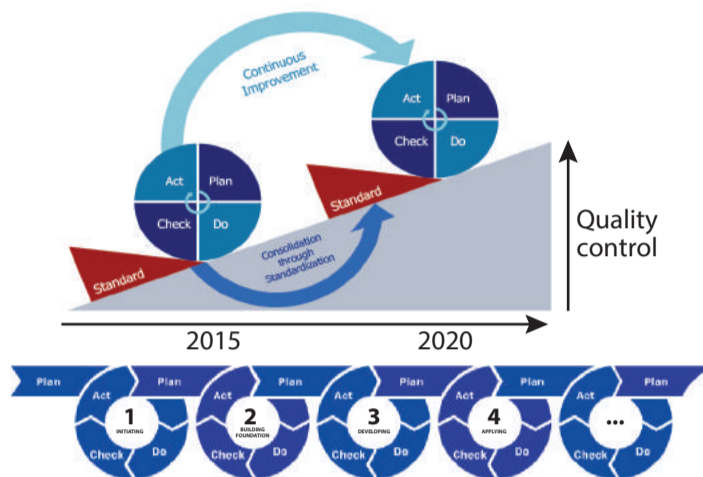 Continuous
Improvement
Act
Plan
Check
Do
Standard
Act
Plan
Check
Do
Standard
Consolidation
through
Standardization
Quality
control
2015
2020
Plan
Plan
Plan
Plan
Plan
Plan
Act
1
INITIATING
Check
Do
Act
2
BUILDING
FOUNDATION
Check
Do
Act
3
DEVELOPING
Check
Do
Act
4
APPLYING
Check
Do
Act
...
Check
Do